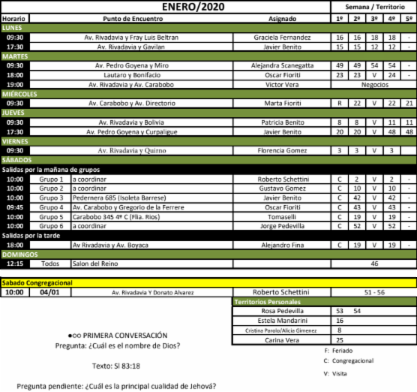 ENERO/2020 Semana / Territorio
Horario Punto de Encuentro Asignado 1º 2º 3º 4º 5º
LUNES
09:30 Av. Rivadavia y Fray Luis Beltran Graciela Fernandez 16 16 18 18 -
17:30 Av. Rivadavia y Gavilan Javier Benito 15 15 12 12 -
MARTES
09:30 Av. Pedro Goyena y Miro Alejandra Scanegatta 49 49 54 54 -
18:00 Lautaro y Bonifacio Oscar Fioriti 23 23 V 24 -
19:00 Av. Rivadavia y Av. Carabobo Victor Vera Negocios
MIÉRCOLES
09:30 Av. Carabobo y Av. Directorio Marta Fioriti R 22 V 22 21
JUEVES
09:30 Av. Rivadavia y Bolivia Patricia Benito 8 8 V 11 11
17:30 Av. Pedro Goyena y Curpaligue Javier Benito 20 20 V 48 48
VIERNES
09:30 Av. Rivadavia y Quirno Florencia Gomez 3 3 V 3
SÁBADOS
Salidas por la mañana de grupos
10:00 Grupo 1 a coordinar Roberto Schettini C 2 V 2 -
10:00 Grupo 2 a coordinar Gustavo Gomez C 10 V 10 -
10:00 Grupo 3 Pedernera 685 (Isoleta Barrese) Javier Benito C 42 V 42 -
09:45 Grupo 4 Av. Carabobo y Gregorio de la Ferrere Oscar Fioriti C 43 V 43 -
10:00 Grupo 5 Carabobo 345 4º C (Flia. Rios) Tomaselli C 19 V 19 -
10:00 Grupo 6 a coordinar Jorge Pedevilla C 52 V 52 -
Salidas por la tarde
18:00 Av Rivadavia y Av. Boyaca Alejandro Fina C 19 V 19 -
DOMINGOS
12:15 Todos Salon del Reino 46
Sabado Congregacional
10:00 04/01 Av. Rivadavia Y Donato Alvarez Roberto Schettini 51 - 56
Territorios Personales
Rosa Pedevilla 53 54
Estela Mandarini 16
Cristina Parola/Alicia Gimenez 8
Carina Vera 25
●○○ PRIMERA CONVERSACIÓN
Pregunta: ¿Cuál es el nombre de Dios?
Texto: Sl 83:18
Pregunta pendiente: ¿Cuál es la principal cualidad de Jehová?
F: Feriado
C: Congregacional
V: Visita